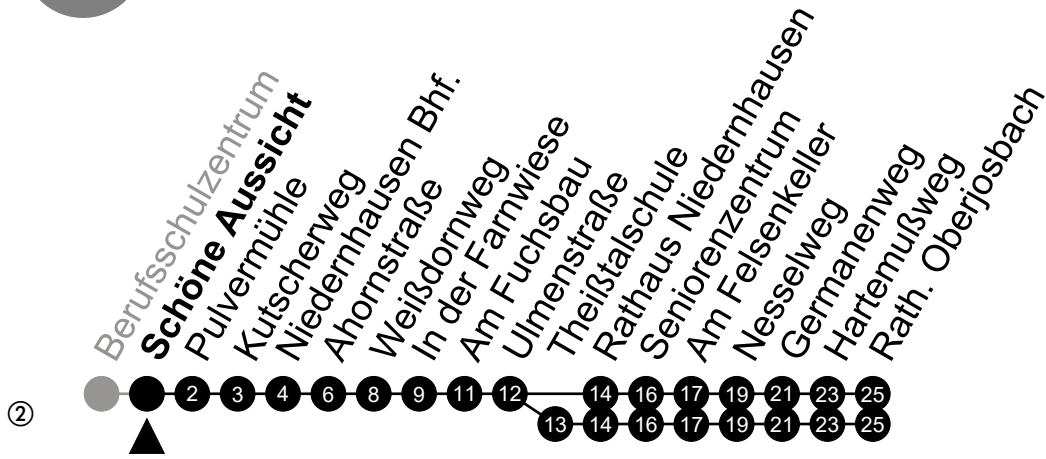 Berufsschulzentrum
Schöne Aussicht
Pulvermühle
Kutscherweg
Niedernhausen Bhf.
Ahornstraße
Weißdornweg
In der Farnwiese
Am Fuchsbau
Ulmenstraße
Theißtalschule
Rathaus Niedernhausen
Seniorenzentrum
Am Felsenkeller
Nesselweg
Germanenweg
Hartemußweg
Rath. Oberjosbach
2 3 4 6 8 9 11 12 14 16 17 19 21 23 25
② 13 14 16 17 19 21 23 25